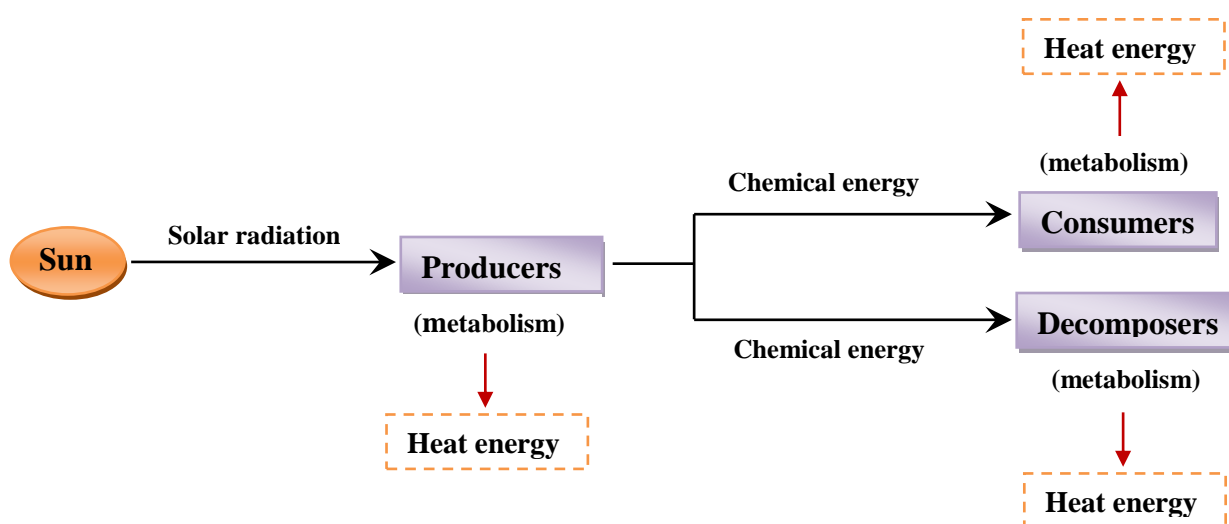 Heat energy
(metabolism)
Chemical energy
Consumers
Solar radiation
Sun
Producers
(metabolism)
Decomposers
Chemical energy
(metabolism)
Heat energy
Heat energy